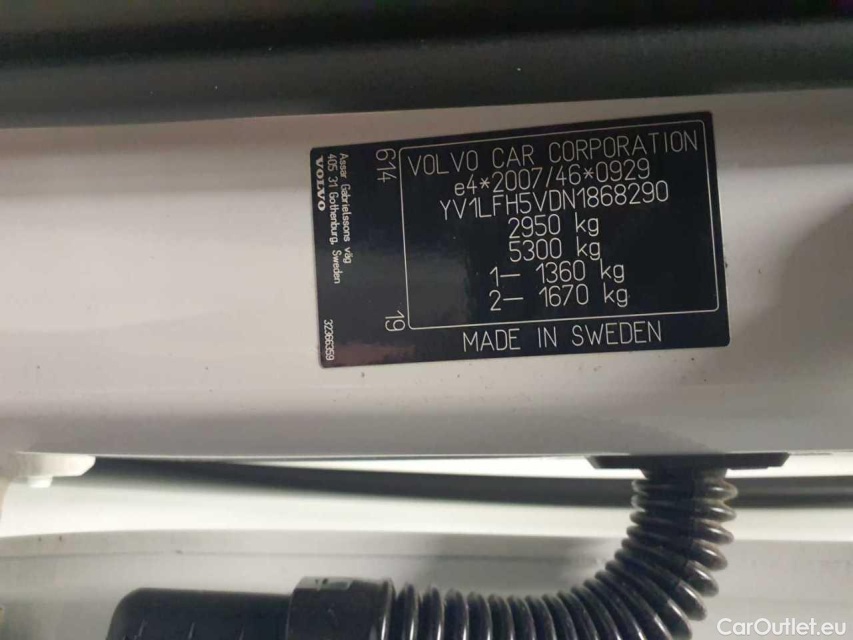 VOLVO CAR CORPORATION
e4*2007/46*0929
YV1LFH5VDN1868290
2950 kg
5300 kg
1– 1360 kg
2– 1670 kg
MADE IN SWEDEN
614
19
Assar Gabrielssons väg
405 31 Gothenburg, Sweden
VOLVO
32366359
CarOutlet.eu